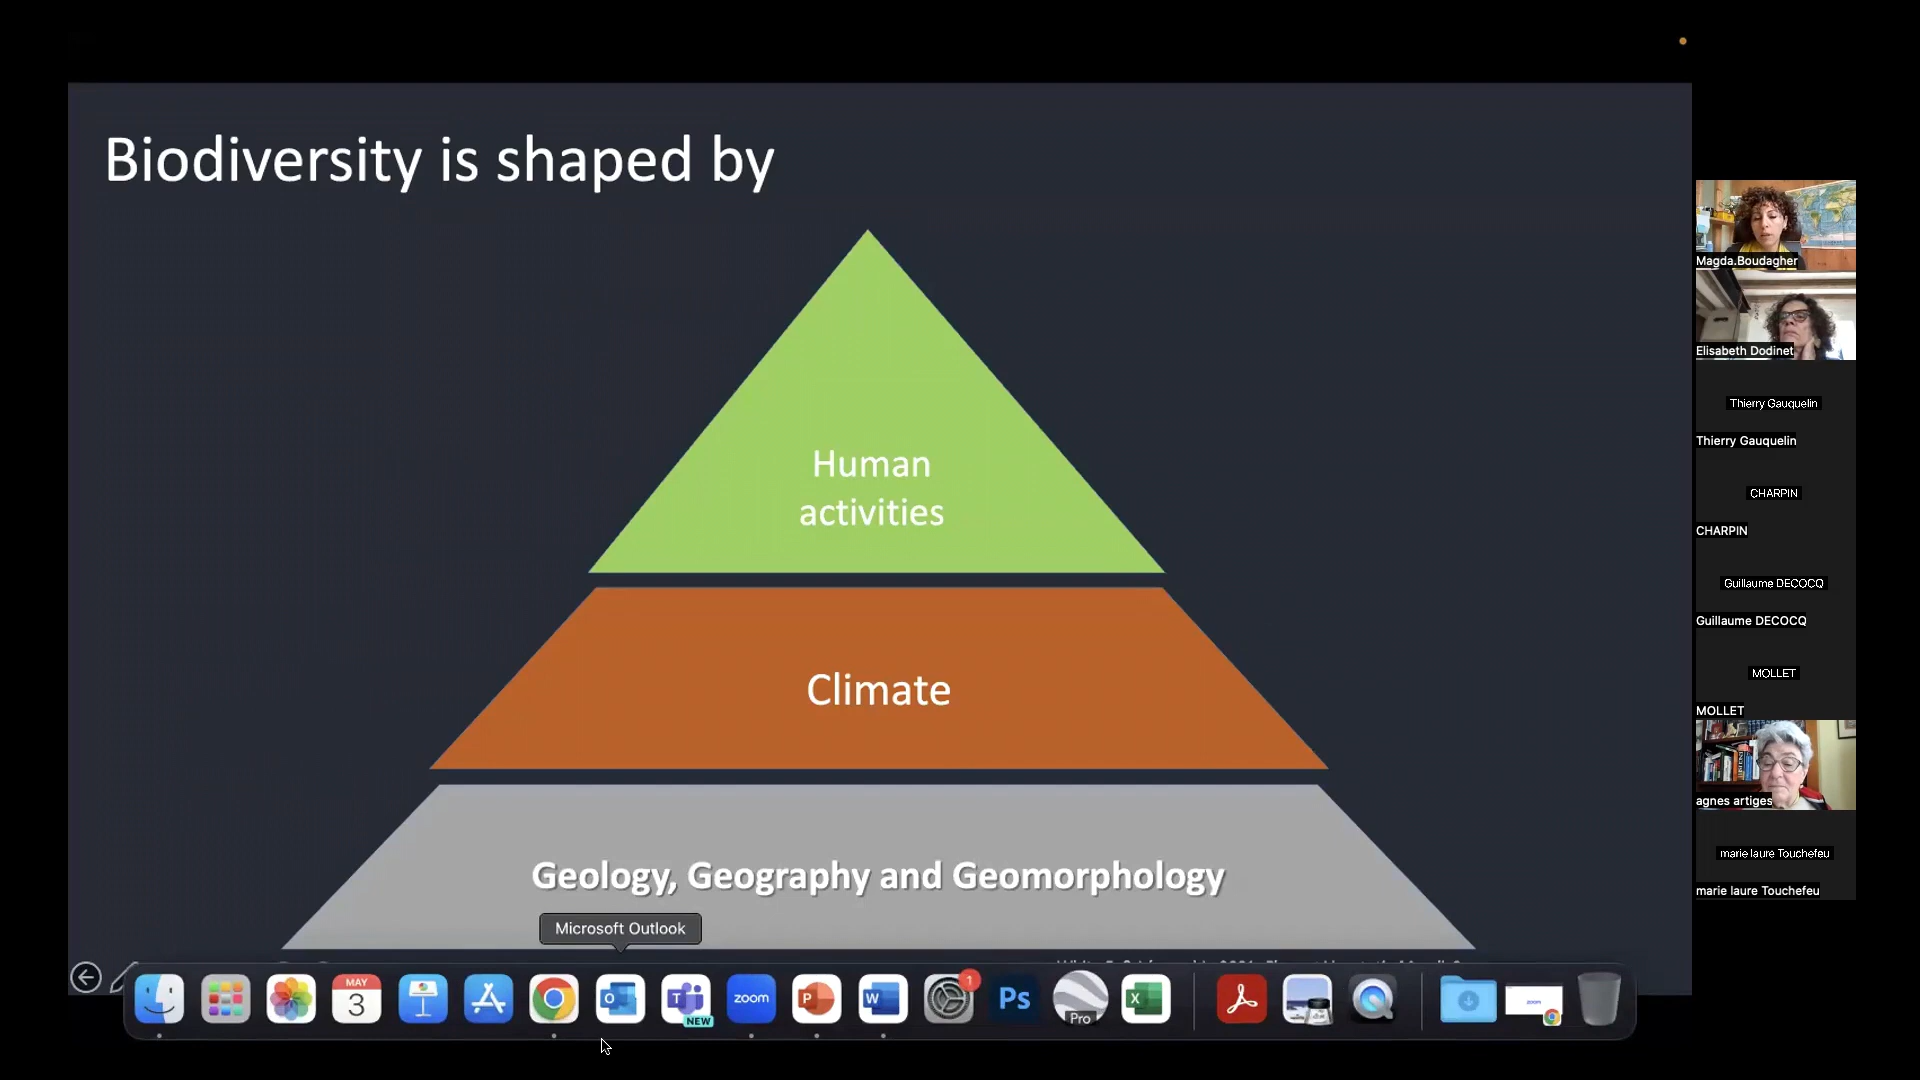 Biodiversity is shaped by
Human
activities
Climate
Geology, Geography and Geomorphology
Microsoft Outlook
MAY
3
NEW
zoom
1
Ps
Pro
Magda.Boudagher
Elisabeth Dodinet
Thierry Gauquelin
Thierry Gauquelin
CHARPIN
CHARPIN
Guillaume DECOCQ
Guillaume DECOCQ
MOLLET
MOLLET
agnes artiges
marie laure Touchefeu
marie laure Touchefeu